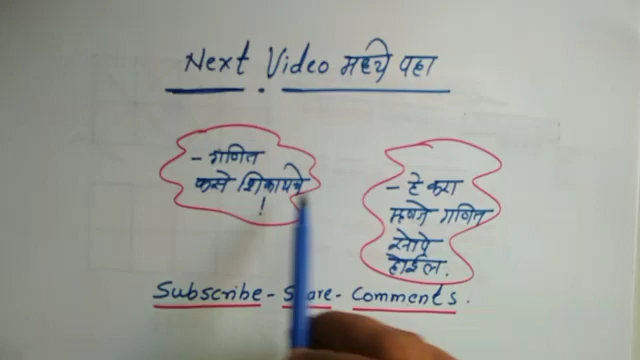 Next Video मध्ये पहा
- गणित
कसे शिकायचे
!
- हे करा
म्हणजे गणित
सोपे
होईल.
Subscribe - Share - Comments.